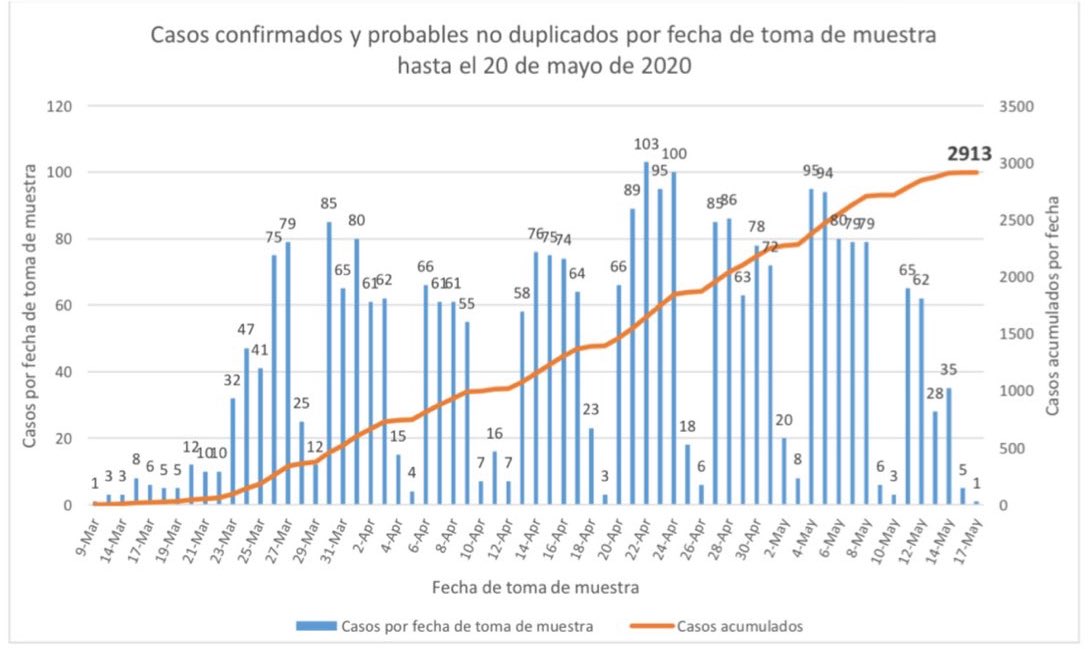 Casos confirmados y probables no duplicados por fecha de toma de muestra
hasta el 20 de mayo de 2020
Casos por fecha de toma de muestra
120
100
80
60
40
20
0
1 3 3 8 6 5 5 12 10 10 32 47 41 75 79 25 12 85 65 80 61 62 15 4 66 61 61 55 7 16 7 58 76 75 74 64 23 3 66 89 103 95 100 18 6 85 86 63 78 72 20 8 95 94 80 79 79 6 3 65 62 28 35 5 1
2913
3500
3000
2500
2000
1500
1000
500
0
Casos acumulados por fecha
9-Mar 14-Mar 17-Mar 19-Mar 21-Mar 23-Mar 25-Mar 27-Mar 29-Mar 31-Mar 2-Apr 4-Apr 6-Apr 8-Apr 10-Apr 12-Apr 14-Apr 16-Apr 18-Apr 20-Apr 22-Apr 24-Apr 26-Apr 28-Apr 30-Apr 2-May 4-May 6-May 8-May 10-May 12-May 14-May 17-May
Fecha de toma de muestra
Casos por fecha de toma de muestra
Casos acumulados